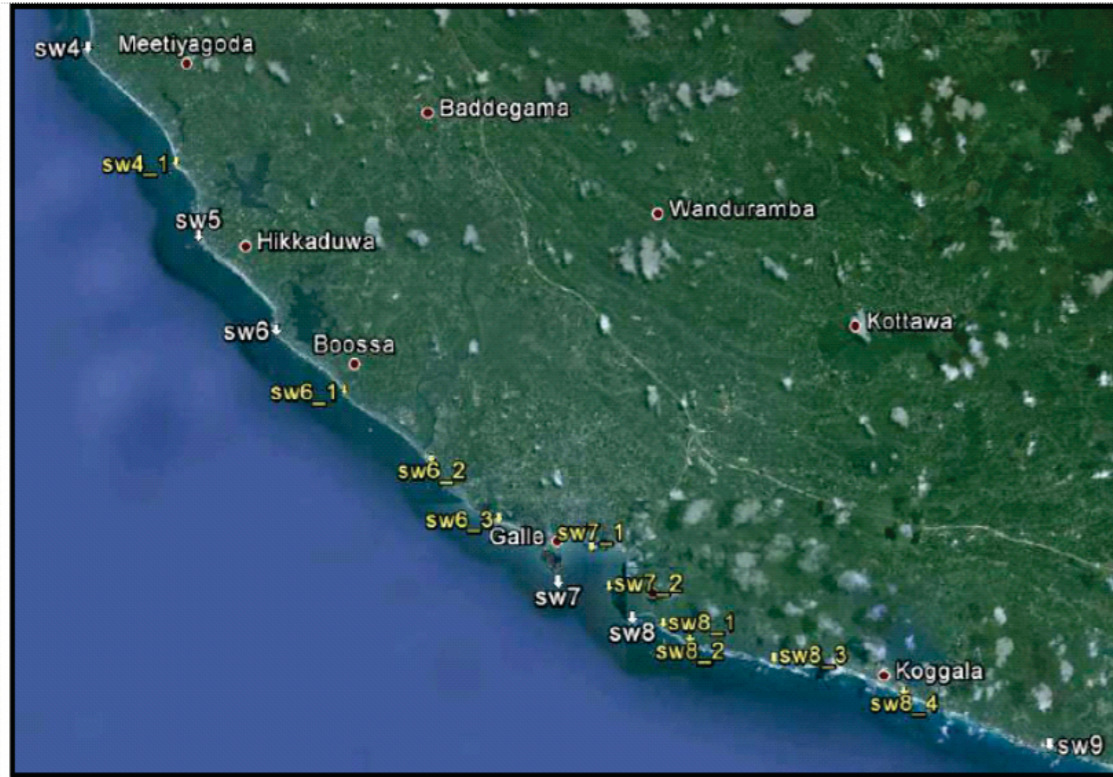 sw4
Meetiyagoda
Baddegama
sw4_1
sw5
Hikkaduwa
Wanduramba
sw6
Boossa
Kottawa
sw6_1
sw6_2
sw6_3
Galle
sw7_1
sw7
sw7_2
sw8
sw8_1
sw8_2
sw8_3
Koggala
sw8_4
sw9